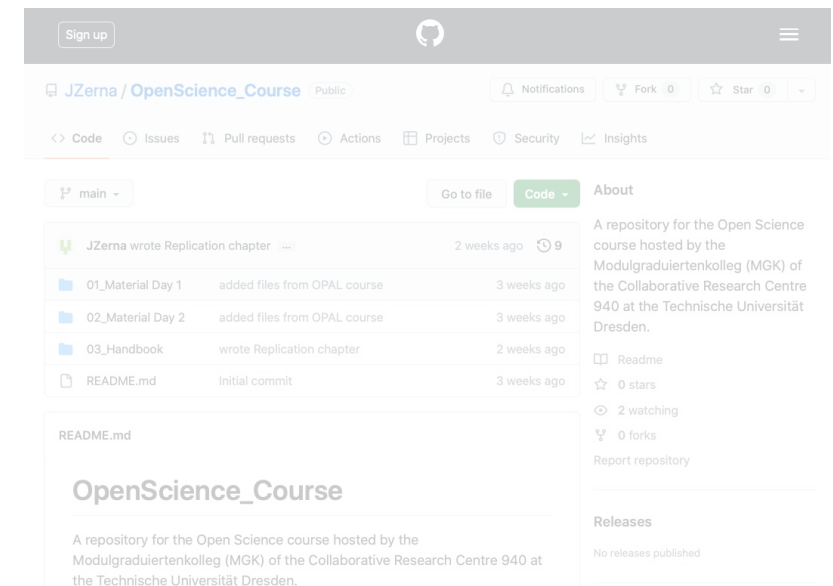 Sign up
JZerna / OpenScience_Course Public
Notifications Fork 0 Star 0
Code Issues Pull requests Actions Projects Security Insights
main Go to file Code
JZerna wrote Replication chapter ... 2 weeks ago 9
01_Material Day 1 added files from OPAL course 3 weeks ago
02_Material Day 2 added files from OPAL course 3 weeks ago
03_Handbook wrote Replication chapter 2 weeks ago
README.md Initial commit 3 weeks ago
README.md
OpenScience_Course
A repository for the Open Science course hosted by the
Modulgraduiertenkolleg (MGK) of the Collaborative Research Centre 940 at
the Technische Universität Dresden.
About
A repository for the Open Science
course hosted by the
Modulgraduiertenkolleg (MGK) of
the Collaborative Research Centre
940 at the Technische Universität
Dresden.
Readme
0 stars
2 watching
0 forks
Report repository
Releases
No releases published